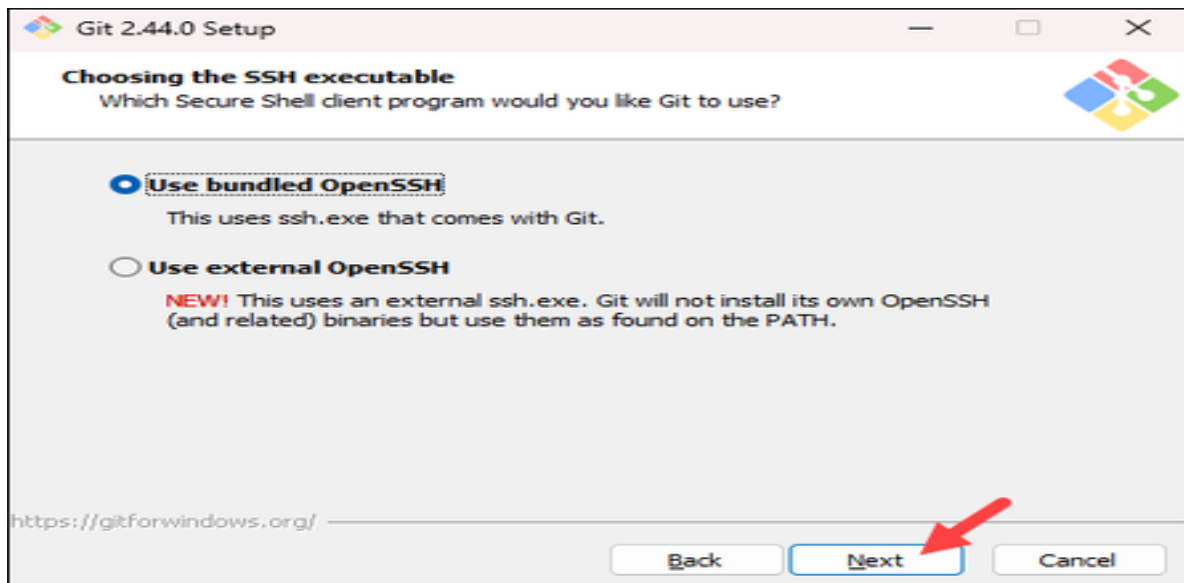 Git 2.44.0 Setup
Choosing the SSH executable
Which Secure Shell client program would you like Git to use?
Use bundled OpenSSH
This uses ssh.exe that comes with Git.
Use external OpenSSH
NEW! This uses an external ssh.exe. Git will not install its own OpenSSH
(and related) binaries but use them as found on the PATH.
https://gitforwindows.org/
Back Next Cancel